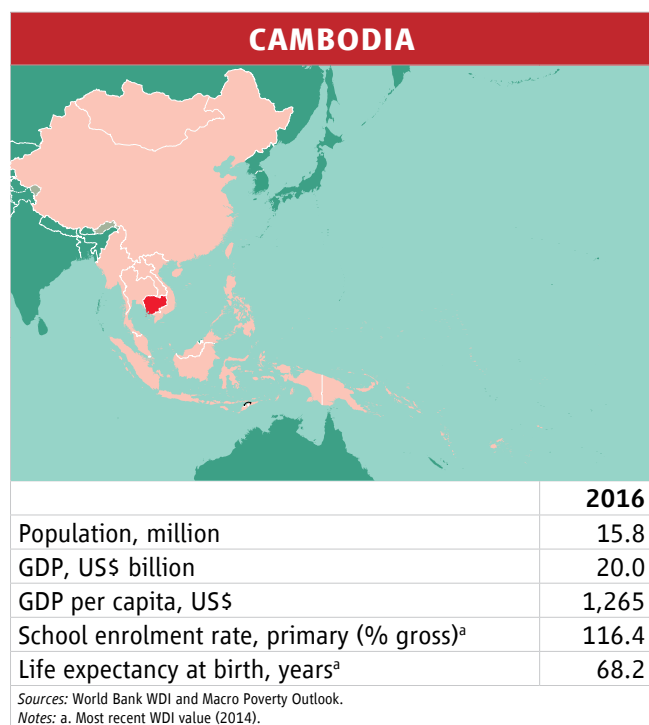 CAMBODIA
2016
Population, million 15.8
GDP, US$ billion 20.0
GDP per capita, US$ 1,265
School enrolment rate, primary (% gross)a 116.4
Life expectancy at birth, yearsa 68.2
Sources: World Bank WDI and Macro Poverty Outlook.
Notes: a. Most recent WDI value (2014).